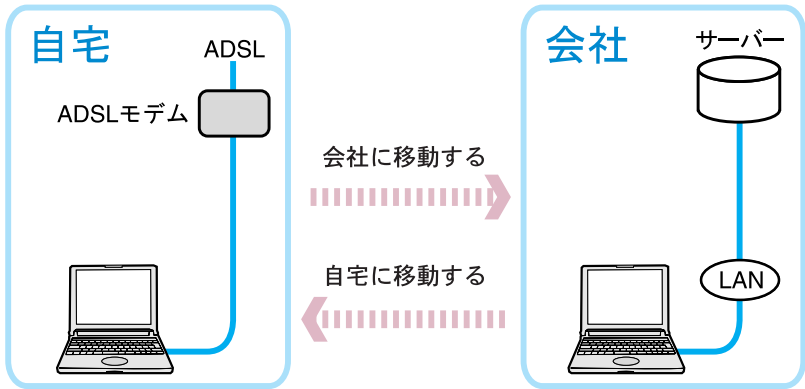 自宅
ADSL
ADSLモデム
会社に移動する
自宅に移動する
会社
サーバー
LAN